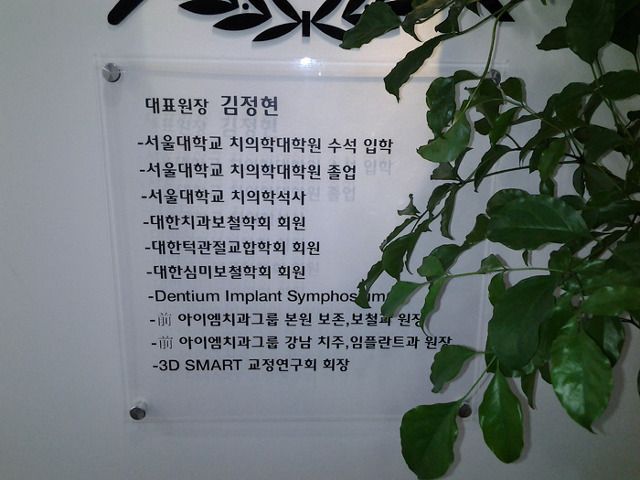 대표원장 김정현
-서울대학교 치의학대학원 수석 입학
-서울대학교 치의학대학원 졸업
-서울대학교 치의학석사
-대한치과보철학회 회원
-대한턱관절교합학회 회원
-대한심미보철학회 회원
-Dentium Implant
-前 아이엠치과그룹 본원 보존,보철과 원장
-前 아이엠치과그룹 강남 치주,임플란트과 원장
-3D SMART 교정연구회 회장